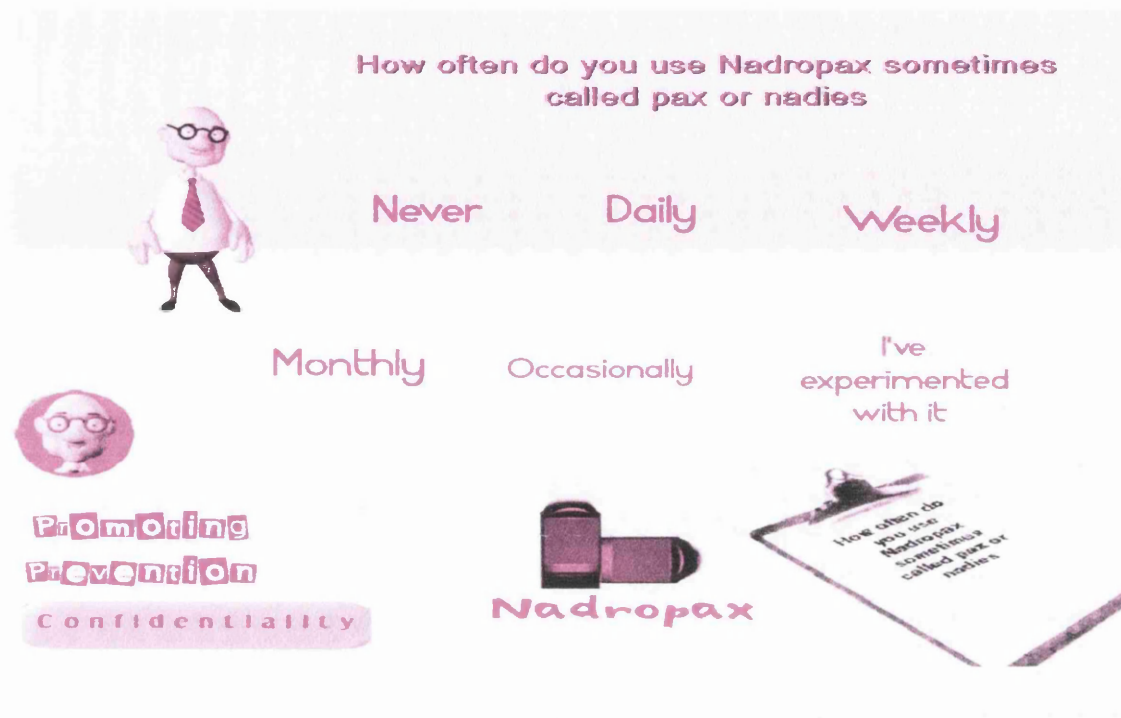 How often do you use Nadropax sometimes
called pax or nadies
Never Daily Weekly
Monthly Occasionally
I've
experimented
with it
Promoting
Prevention
Confidentiality
Nadropax
How often do
you use
Nadropax
sometimes
called pax or
nadies